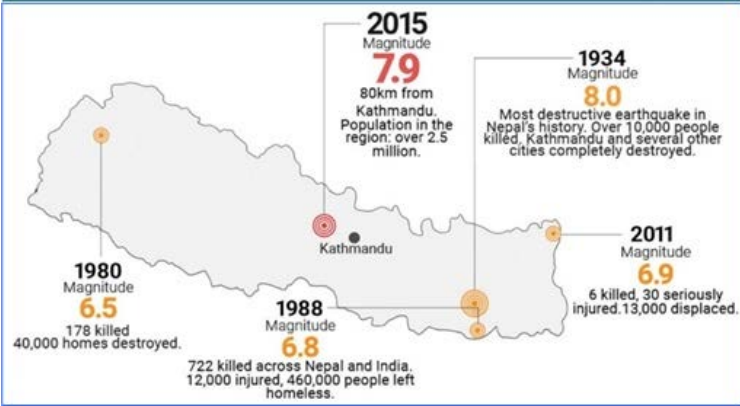 2015
Magnitude
7.9
80km from
Kathmandu.
Population in the
region: over 2.5
million.
1934
Magnitude
8.0
Most destructive earthquake in
Nepal's history. Over 10,000 people
killed, Kathmandu and several other
cities completely destroyed.
Kathmandu
2011
Magnitude
6.9
6 killed, 30 seriously
injured.13,000 displaced.
1980
Magnitude
6.5
178 killed
40,000 homes destroyed.
1988
Magnitude
6.8
722 killed across Nepal and India.
12,000 injured, 460,000 people left
homeless.